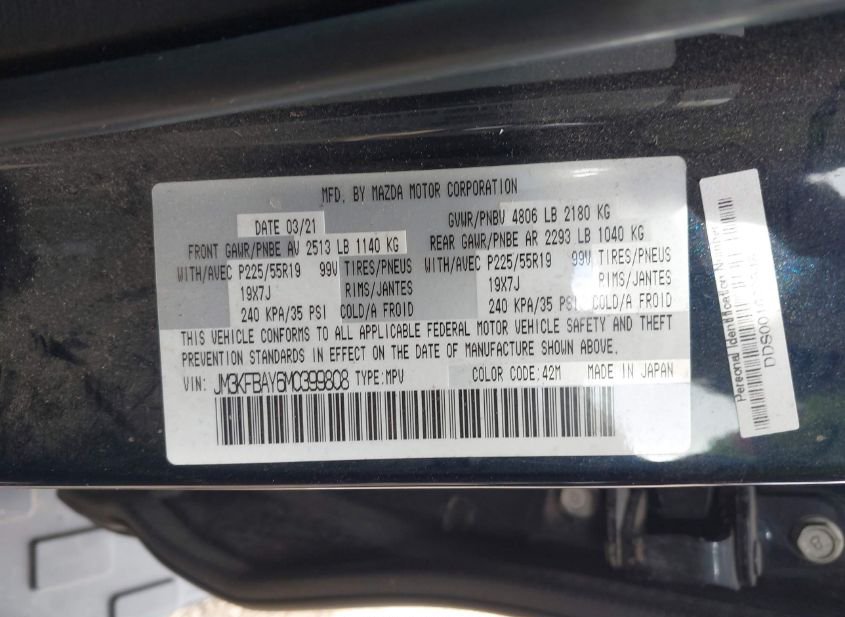 MFD. BY MAZDA MOTOR CORPORATION
DATE 03/21 GVWR/PNBV 4806 LB 2180 KG
FRONT GAWR/PNBE AV 2513 LB 1140 KG REAR GAWR/PNBE AR 2293 LB 1040 KG
WITH/AVEC P225/55R19 99V TIRES/PNEUS WITH/AVEC P225/55R19 99V TIRES/PNEUS
19X7J RIMS/JANTES 19X7J RIMS/JANTES
240 KPA/35 PSI COLD/A FROID 240 KPA/35 PSI COLD/A FROID
THIS VEHICLE CONFORMS TO ALL APPLICABLE FEDERAL MOTOR VEHICLE SAFETY AND THEFT
PREVENTION STANDARDS IN EFFECT ON THE DATE OF MANUFACTURE SHOWN ABOVE.
VIN: JM3KFBAY6M0399808 TYPE:MPV COLOR CODE:42M MADE IN JAPAN
Personal Identification Number
8